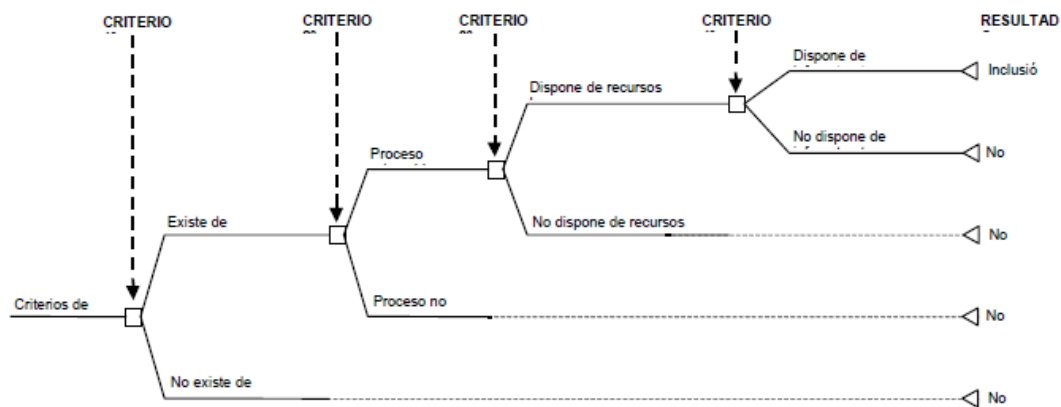 CRITERIO CRITERIO CRITERIO CRITERIO RESULTAD
Dispone de
Inclusió
Dispone de recursos
No dispone de
No
Proceso
Existe de
No dispone de recursos
No
Criterios de
Proceso no
No
No existe de
No